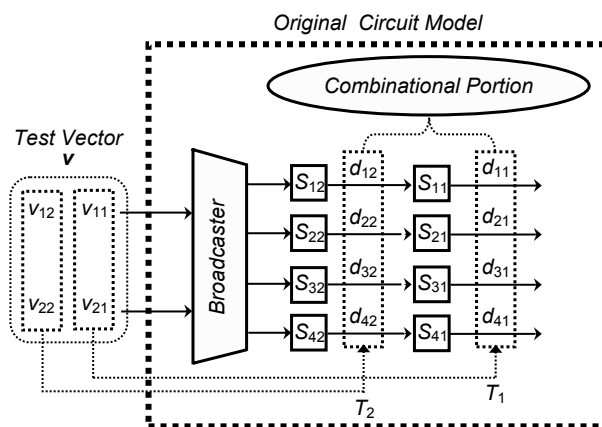 Original Circuit Model
Combinational Portion
Test Vector
v
v12 v11
v22 v21
Broadcaster
S12 d12 S11 d11
S22 d22 S21 d21
S32 d32 S31 d31
S42 d42 S41 d41
T2 T1